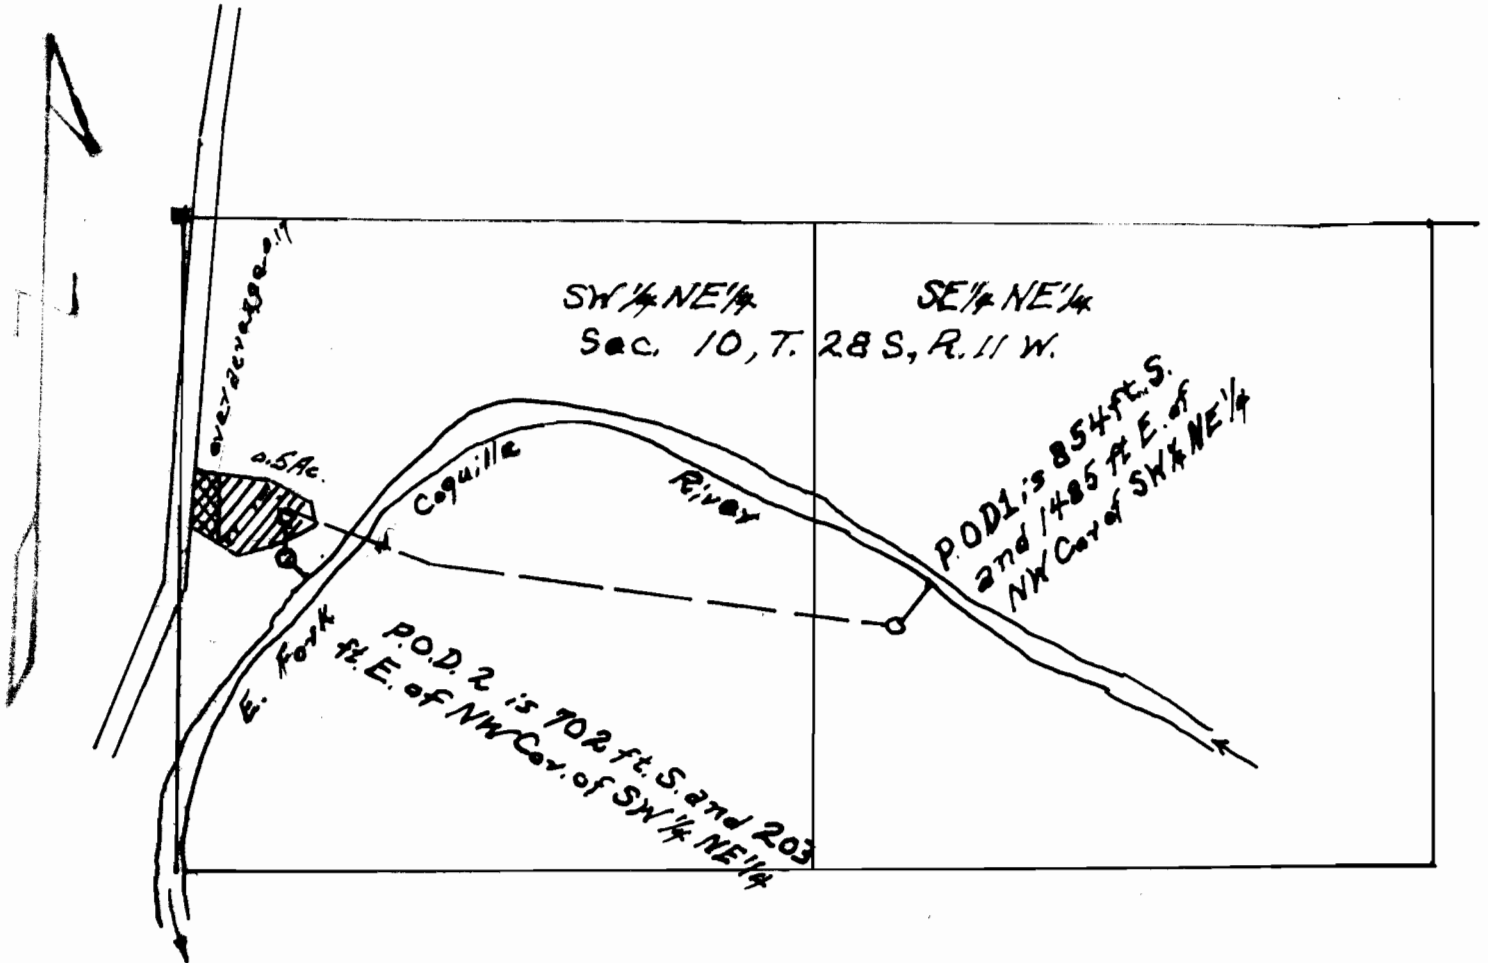 N
SW¼ NE¼
SE¼ NE¼
Sec. 10, T. 28 S, R. 11 W.
0.5 Ac.
E. Fork
Coquille
River
P.O.D.1 is 854 ft. S.
and 1485 ft E. of
NW Cor of SW¼ NE¼
P.O.D. 2 is 702 ft. S. and 203
ft. E. of NW Cor. of SW¼ NE¼